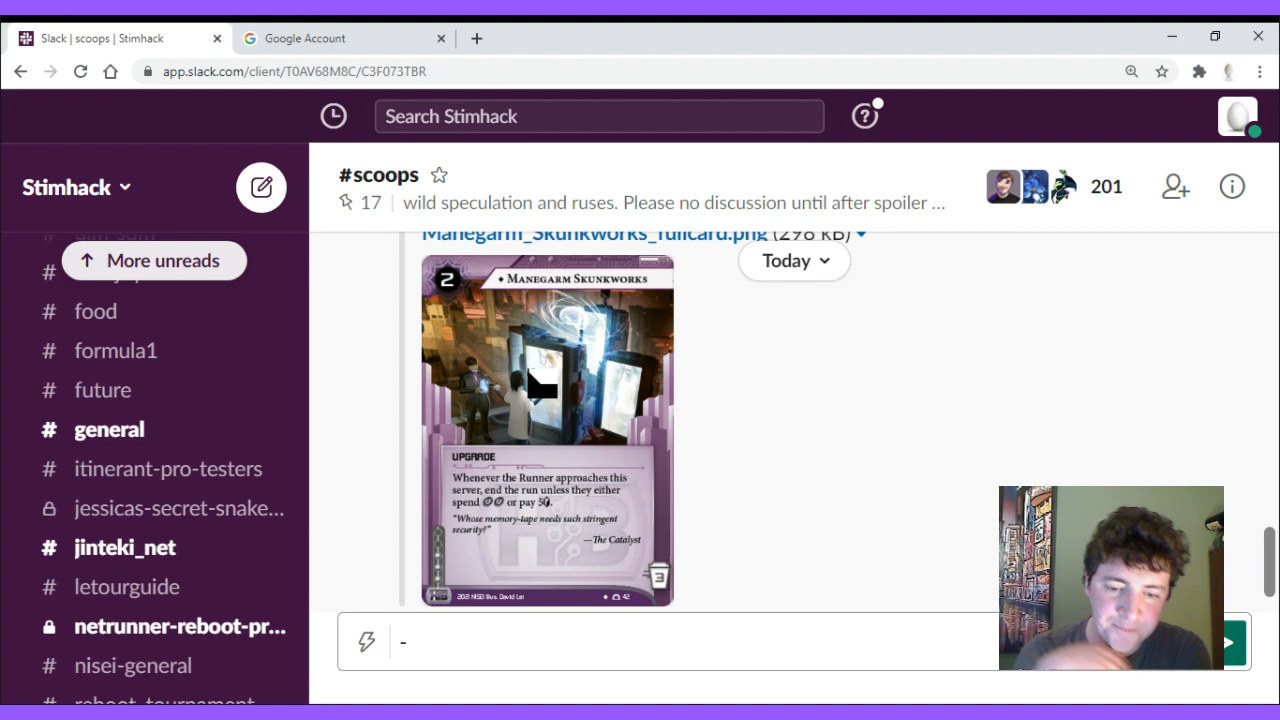 Slack | scoops | Stimhack
Google Account
app.slack.com/client/T0AV68M8C/C3F073TBR
Search Stimhack
Stimhack
#scoops
17
wild speculation and ruses. Please no discussion until after spoiler ...
201
More unreads
# food
# formula1
# future
# general
# itinerant-pro-testers
jessicas-secret-snake...
# jinteki_net
# letourguide
netrunner-reboot-pr...
# nisei-general
reboot_tournament
Manegarm_Skunkworks_fullcard.png (298 KB)
Today
2
MANEGARM SKUNKWORKS
UPGRADE
Whenever the Runner approaches this
server, end the run unless they either
spend or pay 5
"Whose memory-tape needs such stringent
security?"
—The Catalyst
3
2021 NISEI Illus. David Lei
42
-